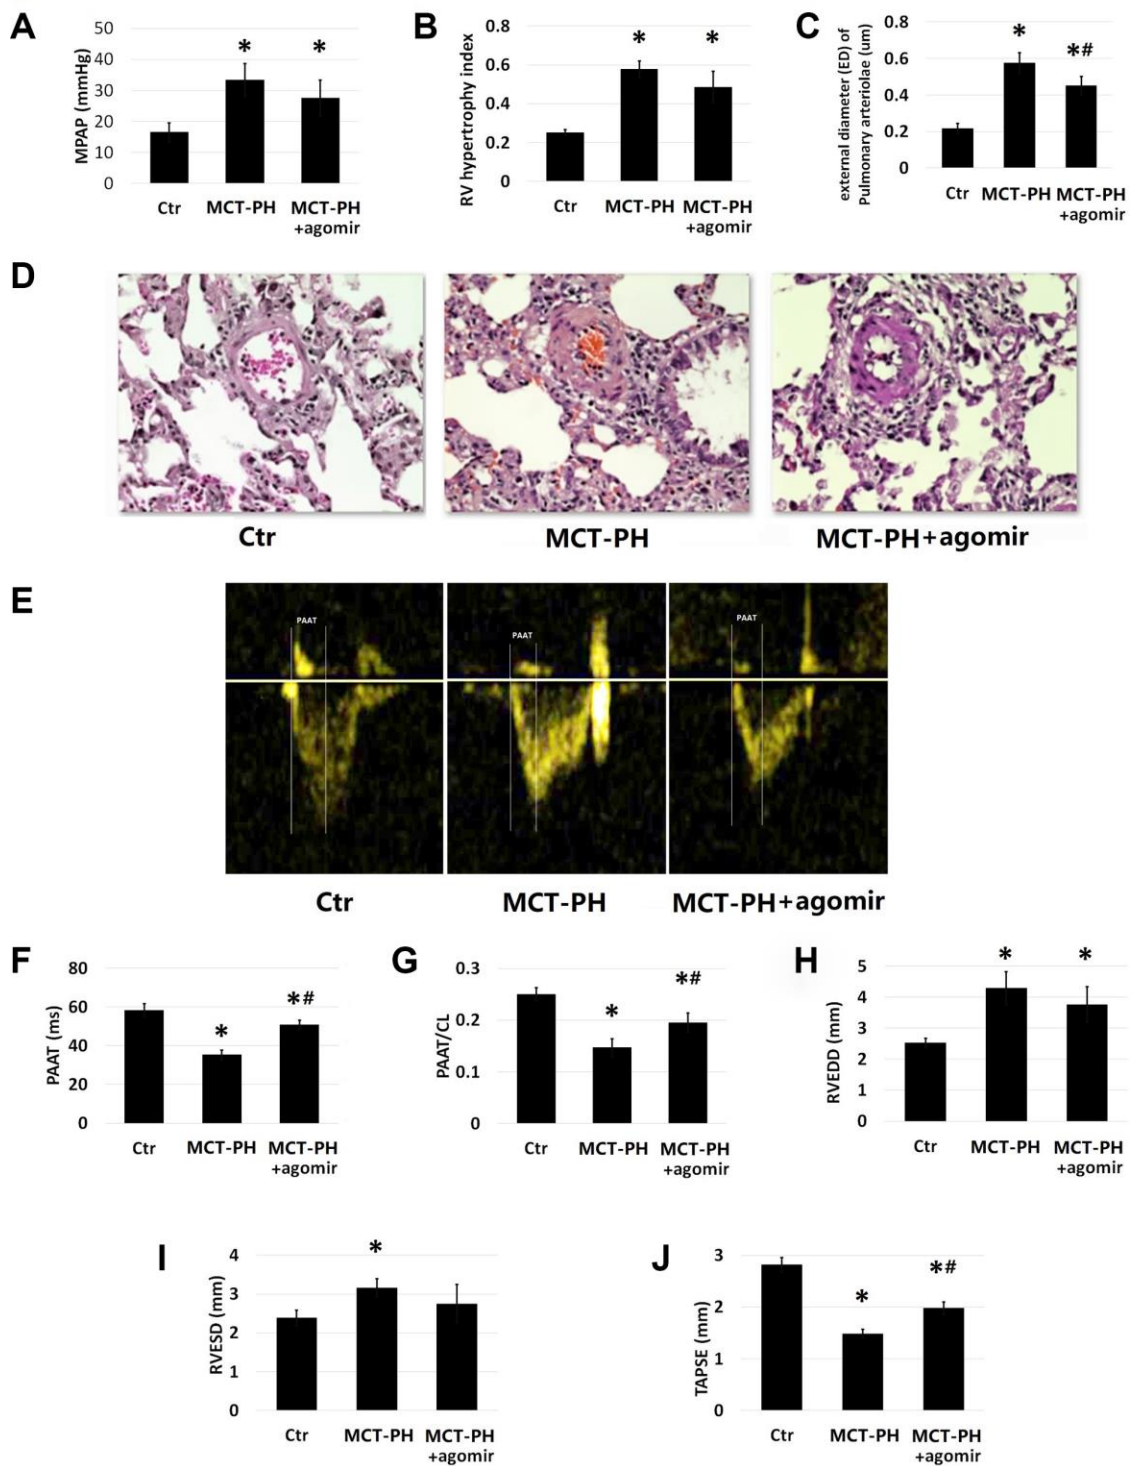 A
MPAP (mmHg)
50
40
30
20
10
0
*
*
Ctr
MCT-PH
MCT-PH
+agomir
B
RV hypertrophy index
0.8
0.6
0.4
0.2
0
*
*
Ctr
MCT-PH
MCT-PH
+agomir
C
external diameter (ED) of
Pulmonary arteriolae (um)
0.8
0.6
0.4
0.2
0
*
*#
Ctr
MCT-PH
MCT-PH
+agomir
D
Ctr
MCT-PH
MCT-PH+agomir
E
PAAT
PAAT
PAAT
Ctr
MCT-PH
MCT-PH+agomir
F
PAAT (ms)
80
60
40
20
0
*
*#
Ctr
MCT-PH
MCT-PH
+agomir
G
PAAT/CL
0.3
0.2
0.1
0
*
*#
Ctr
MCT-PH
MCT-PH
+agomir
H
RVEDD (mm)
5
4
3
2
1
0
*
*
Ctr
MCT-PH
MCT-PH
+agomir
I
RVESD (mm)
4
3
2
1
0
*
Ctr
MCT-PH
MCT-PH
+agomir
J
TAPSE (mm)
3
2
1
0
*
*#
Ctr
MCT-PH
MCT-PH
+agomir